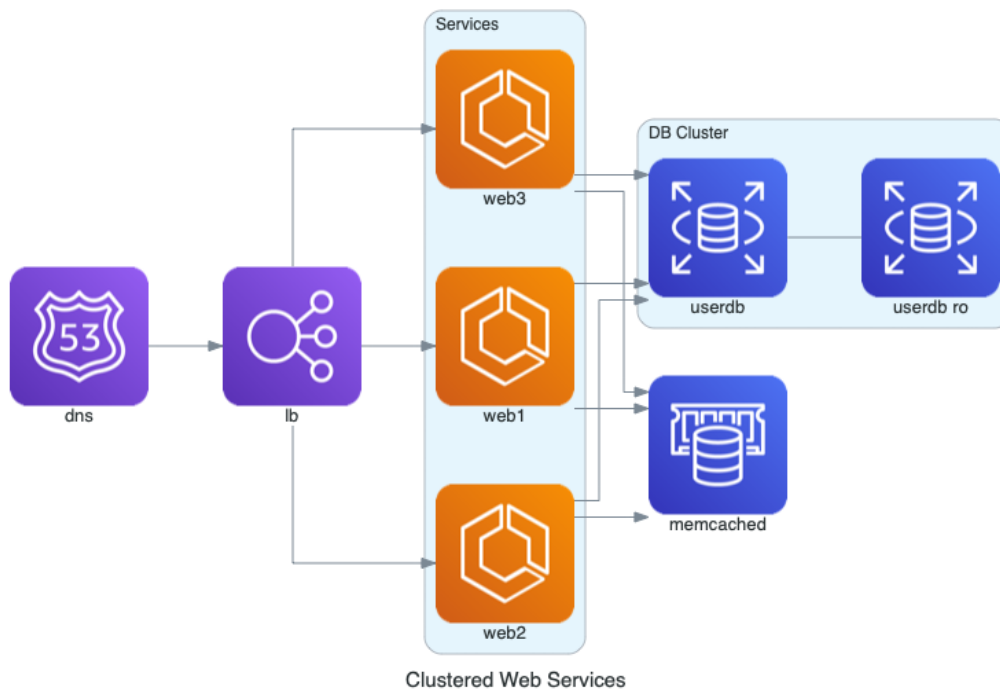 Services
web3
DB Cluster
userdb
userdb ro
53
dns
lb
web1
memcached
web2
Clustered Web Services